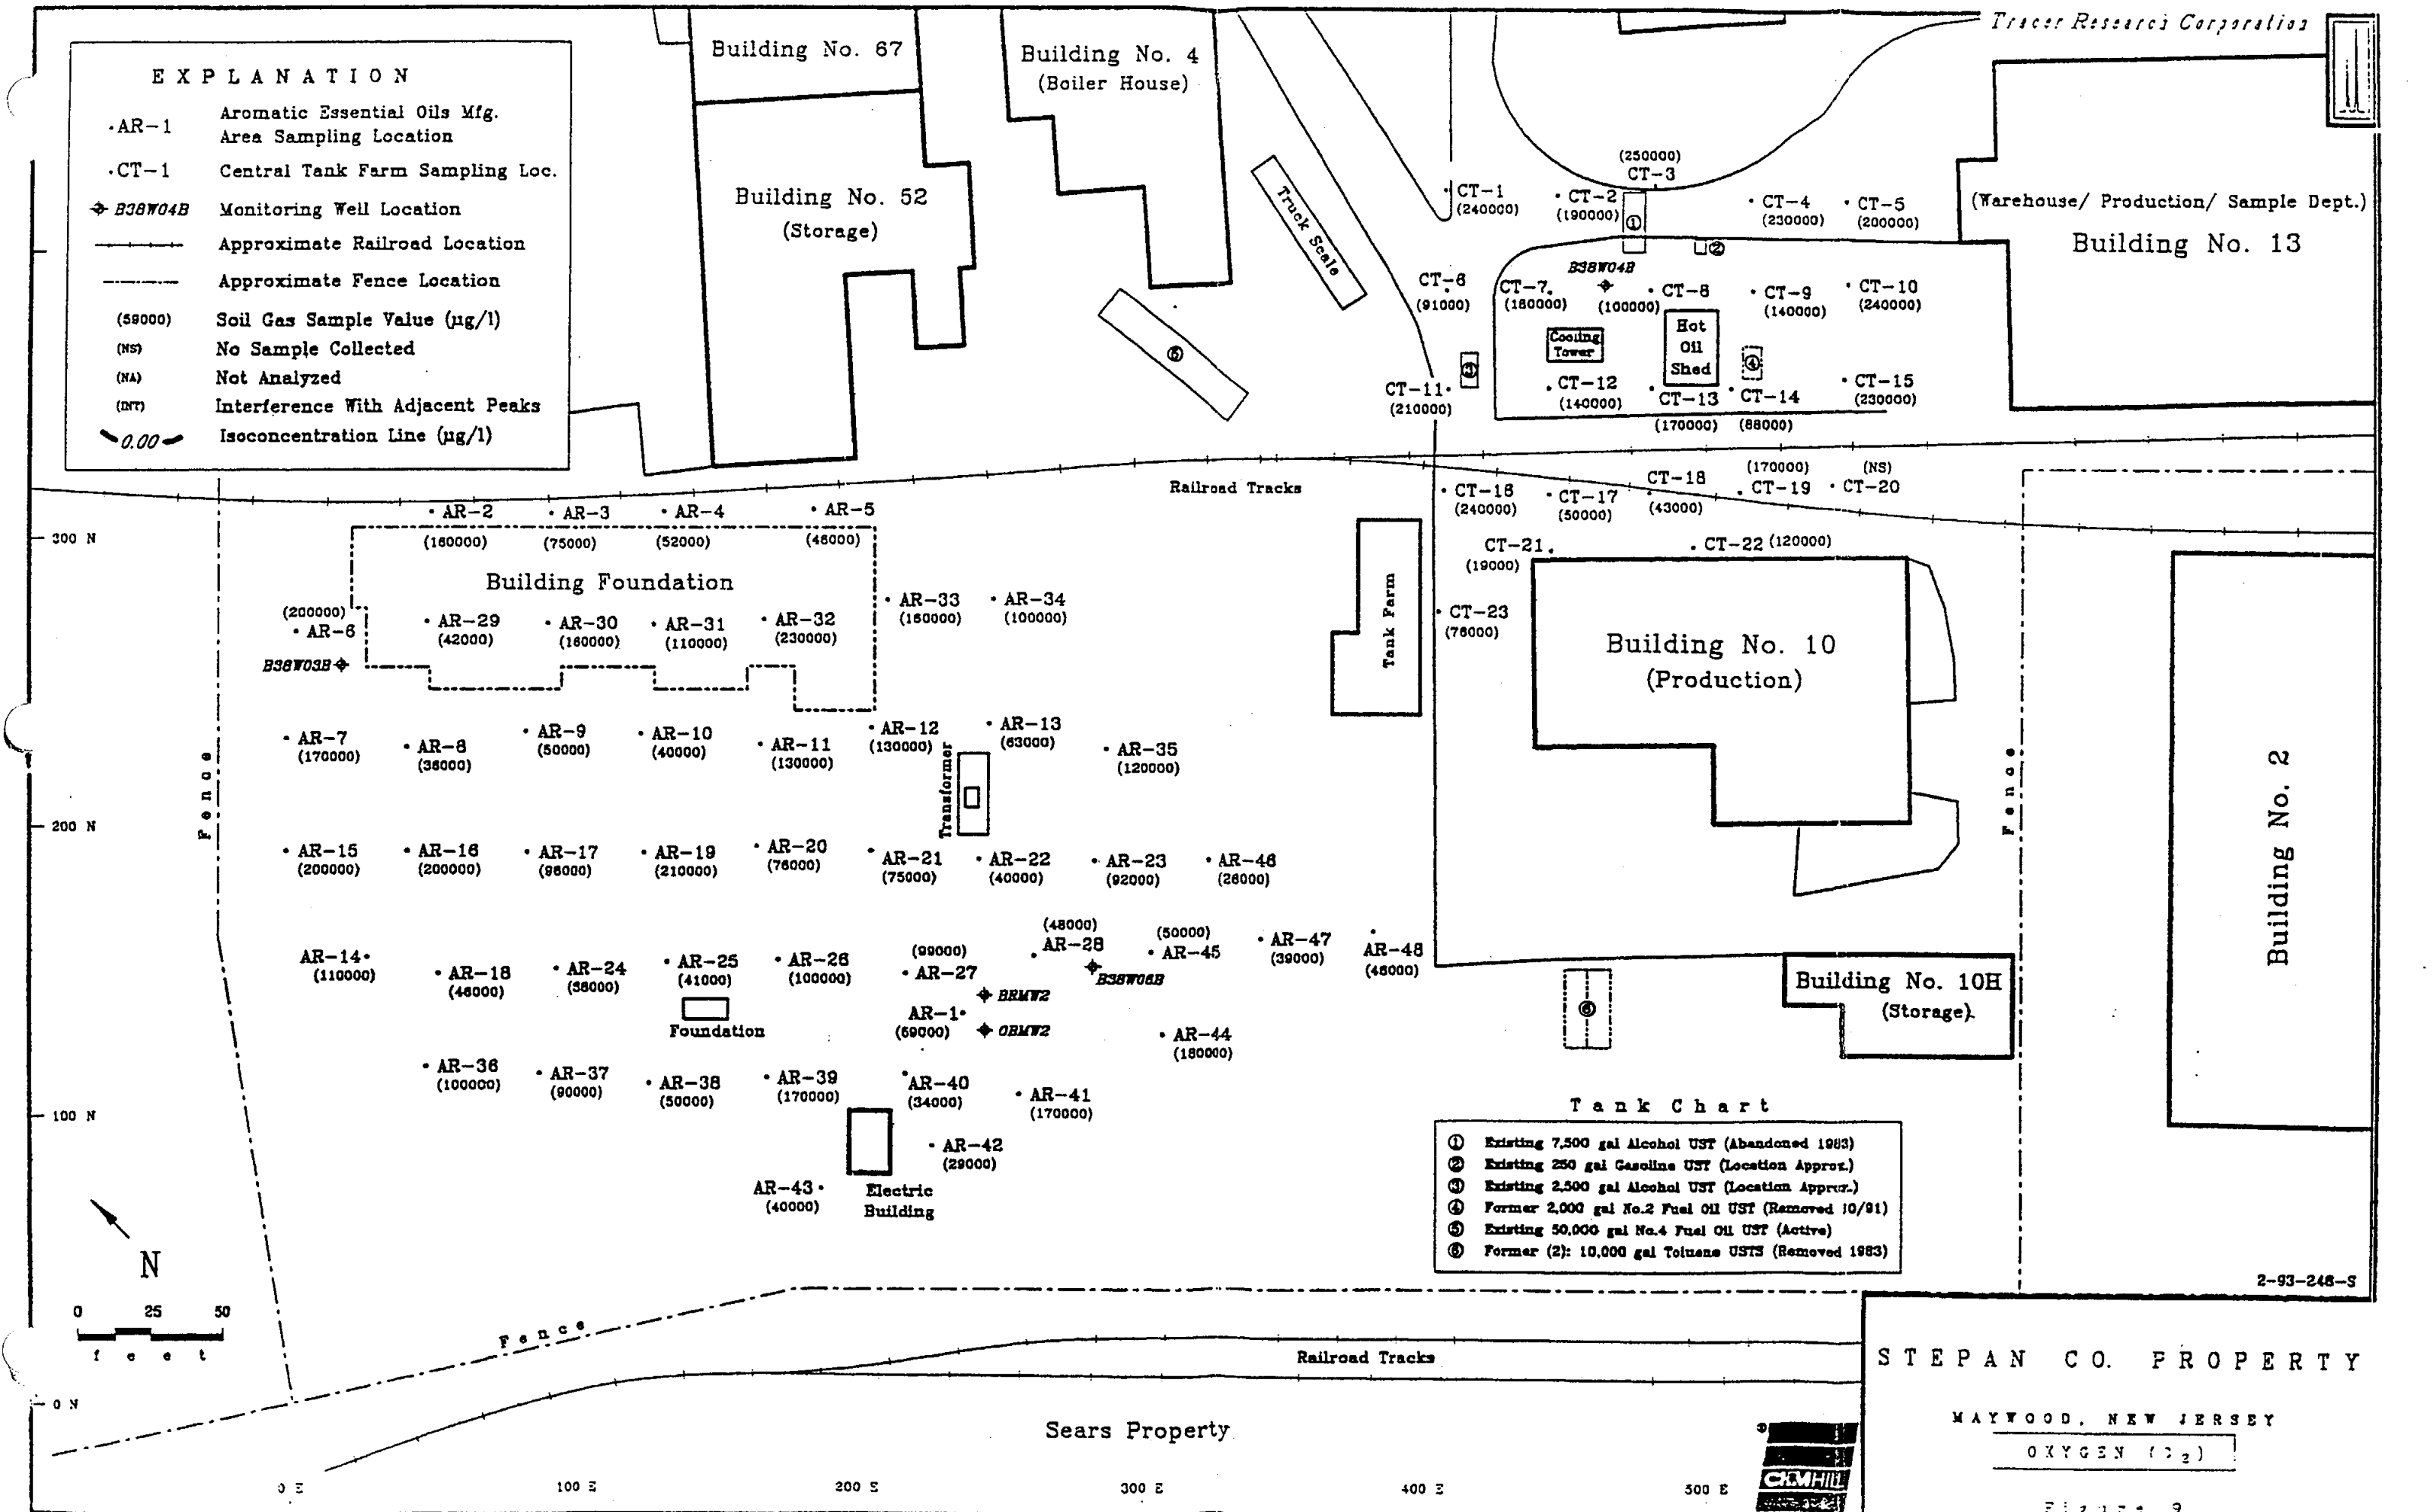 Tracer Research Corporation
EXPLANATION
AR-1 Aromatic Essential Oils Mfg. Area Sampling Location
CT-1 Central Tank Farm Sampling Loc.
B38W04B Monitoring Well Location
Approximate Railroad Location
Approximate Fence Location
(59000) Soil Gas Sample Value (µg/l)
(NS) No Sample Collected
(NA) Not Analyzed
(INT) Interference With Adjacent Peaks
0.00 Isoconcentration Line (µg/l)
Building No. 67
Building No. 4
(Boiler House)
Building No. 52
(Storage)
Truck Scale
5
(Warehouse/ Production/ Sample Dept.)
Building No. 13
CT-1
(240000)
CT-2
(190000)
1
(250000)
CT-3
CT-4
(230000)
CT-5
(200000)
2
B38W04B
CT-6
(91000)
CT-7
(180000)
CT-8
(100000)
CT-9
(140000)
CT-10
(240000)
Cooling
Tower
Hot
Oil
Shed
4
3
CT-11
(210000)
CT-12
(140000)
CT-13
(170000)
CT-14
(88000)
CT-15
(230000)
Railroad Tracks
CT-16
(240000)
CT-17
(50000)
CT-18
(43000)
(170000)
CT-19
(NS)
CT-20
CT-21
(19000)
CT-22 (120000)
CT-23
(76000)
Tank Farm
Building No. 10
(Production)
300 N
AR-2
(160000)
AR-3
(75000)
AR-4
(52000)
AR-5
(46000)
Building Foundation
(200000)
AR-6
B38W03B
AR-29
(42000)
AR-30
(160000)
AR-31
(110000)
AR-32
(230000)
AR-33
(160000)
AR-34
(100000)
AR-7
(170000)
AR-8
(36000)
AR-9
(50000)
AR-10
(40000)
AR-11
(130000)
AR-12
(130000)
AR-13
(63000)
AR-35
(120000)
Transformer
Fence
Fence
Building No. 2
200 N
AR-15
(200000)
AR-16
(200000)
AR-17
(96000)
AR-19
(210000)
AR-20
(76000)
AR-21
(75000)
AR-22
(40000)
AR-23
(92000)
AR-46
(26000)
AR-14
(110000)
AR-18
(46000)
AR-24
(38000)
AR-25
(41000)
AR-26
(100000)
(99000)
AR-27
(48000)
AR-28
(50000)
AR-45
AR-47
(39000)
AR-48
(46000)
B38W06B
BRMW2
OBMW2
Foundation
AR-1
(69000)
AR-44
(180000)
6
Building No. 10H
(Storage)
100 N
AR-36
(100000)
AR-37
(90000)
AR-38
(50000)
AR-39
(170000)
AR-40
(34000)
AR-41
(170000)
AR-42
(29000)
AR-43
(40000)
Electric
Building
Tank Chart
1 Existing 7,500 gal Alcohol UST (Abandoned 1983)
2 Existing 250 gal Gasoline UST (Location Approx.)
3 Existing 2,500 gal Alcohol UST (Location Approx.)
4 Former 2,000 gal No.2 Fuel Oil UST (Removed 10/91)
5 Existing 50,000 gal No.4 Fuel Oil UST (Active)
6 Former (2): 10,000 gal Toluene USTS (Removed 1983)
2-93-246-S
N
0 25 50
feet
Fence
Railroad Tracks
0 N
Sears Property
0 E 100 E 200 E 300 E 400 E 500 E
CH2MHILL
STEPAN CO. PROPERTY
MAYWOOD, NEW JERSEY
OXYGEN (O2)
Figure 9